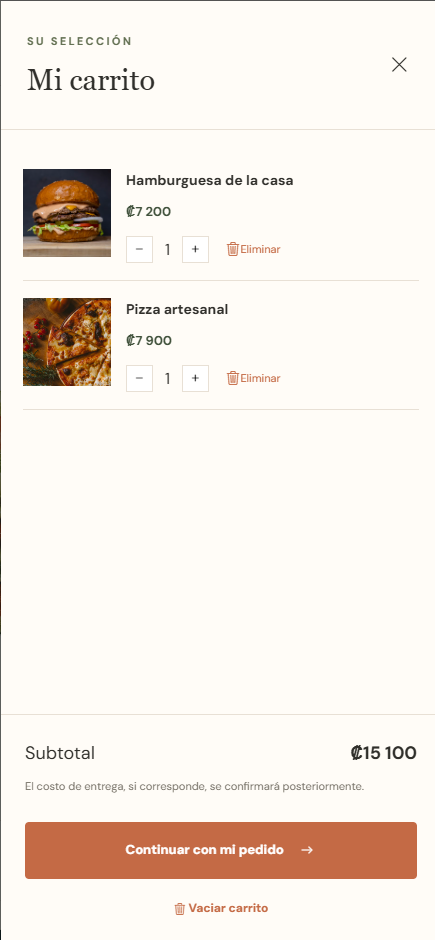 SU SELECCIÓN
Mi carrito
Hamburguesa de la casa
₡7 200
− 1 + Eliminar
Pizza artesanal
₡7 900
− 1 + Eliminar
Subtotal ₡15 100
El costo de entrega, si corresponde, se confirmará posteriormente.
Continuar con mi pedido →
Vaciar carrito